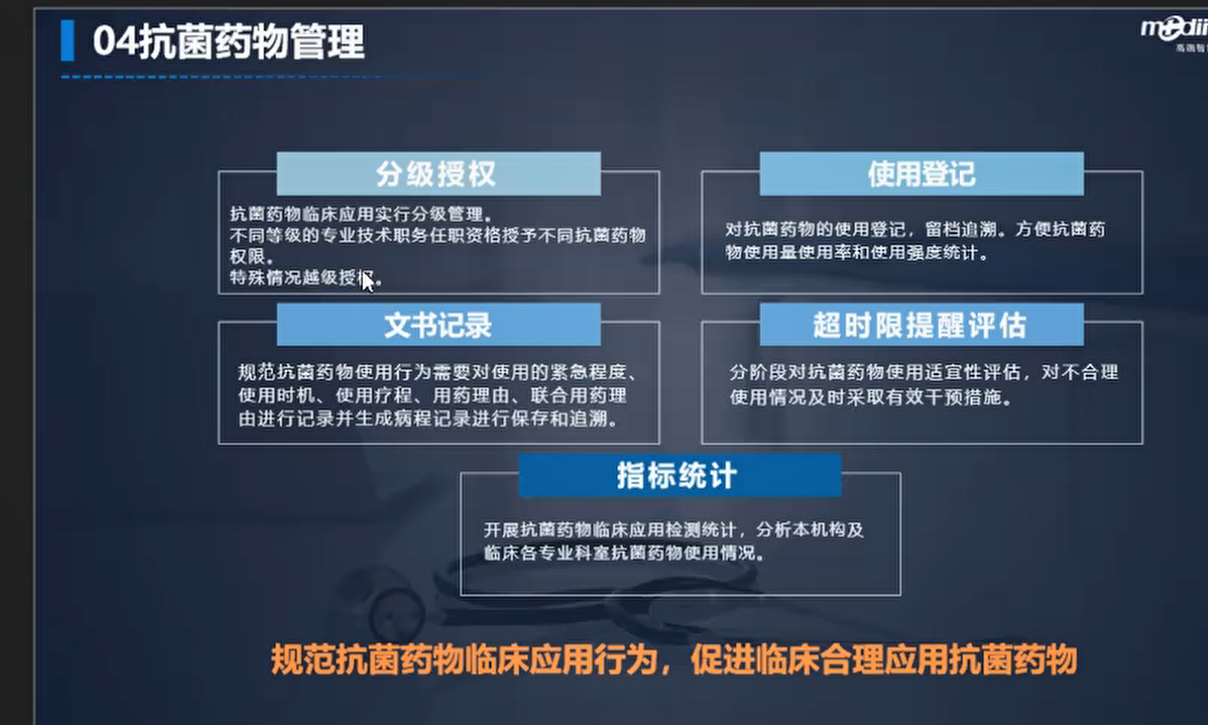 04抗菌药物管理
分级授权
抗菌药物临床应用实行分级管理。
不同等级的专业技术职务任职资格授予不同抗菌药物
权限。
特殊情况越级授权。
使用登记
对抗菌药物的使用登记，留档追溯。方便抗菌药
物使用量使用率和使用强度统计。
文书记录
规范抗菌药物使用行为需要对使用的紧急程度、
使用时机、使用疗程、用药理由、联合用药理
由进行记录并生成病程记录进行保存和追溯。
超时限提醒评估
分阶段对抗菌药物使用适宜性评估，对不合理
使用情况及时采取有效干预措施。
指标统计
开展抗菌药物临床应用检测统计，分析本机构及
临床各专业科室抗菌药物使用情况。
规范抗菌药物临床应用行为，促进临床合理应用抗菌药物